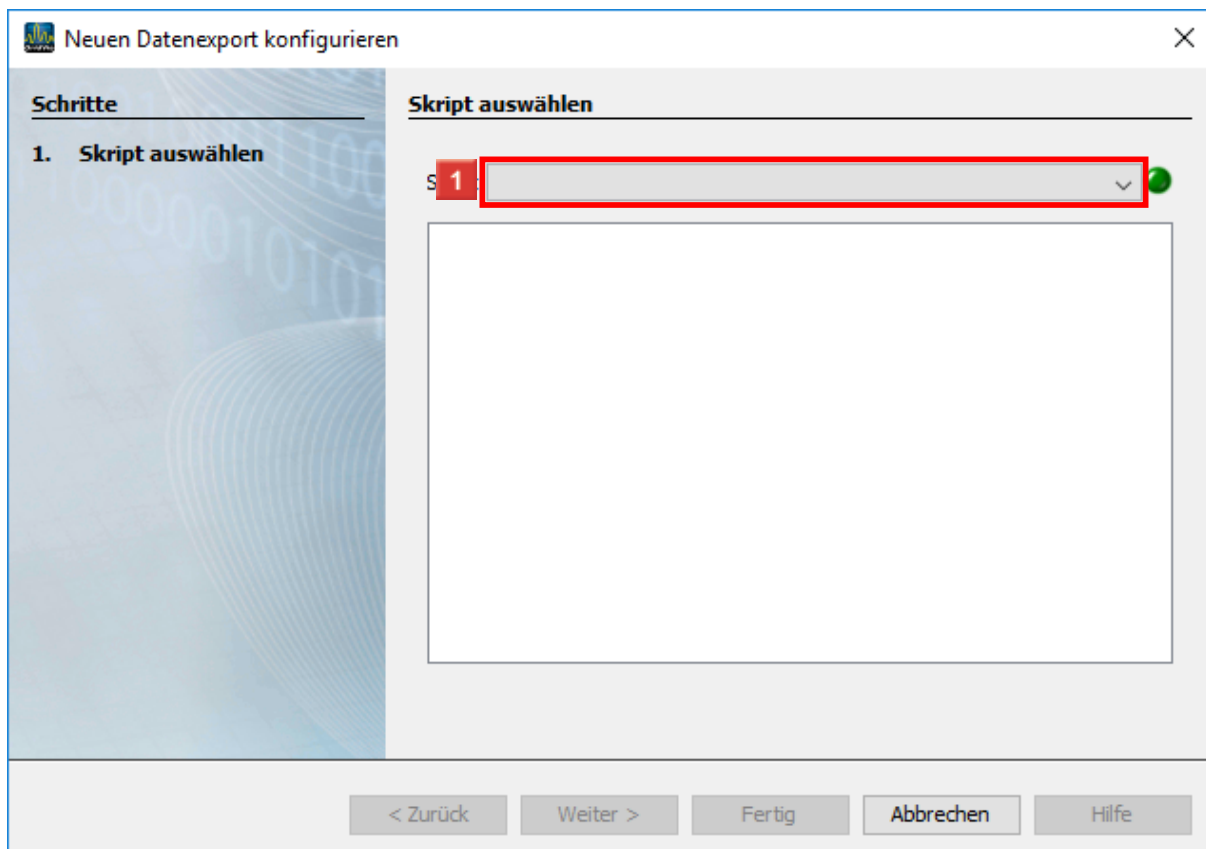 Neuen Datenexport konfigurieren
Schritte
1. Skript auswählen
Skript auswählen
1
< Zurück
Weiter >
Fertig
Abbrechen
Hilfe